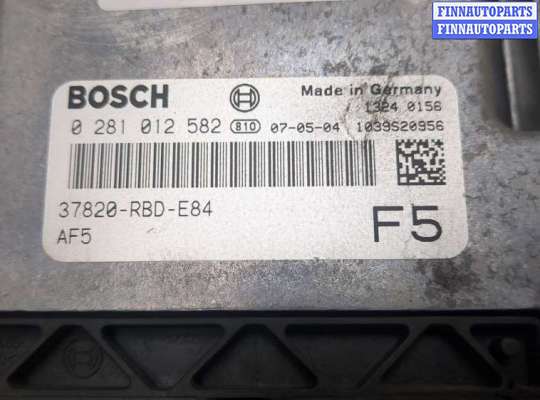 FINNAUTOPARTS
FINNAUTOPARTS
BOSCH
Made in Germany
1324 0156
0 281 012 582 810 07-05-04 1039S20956
37820-RBD-E84
AF5
F5